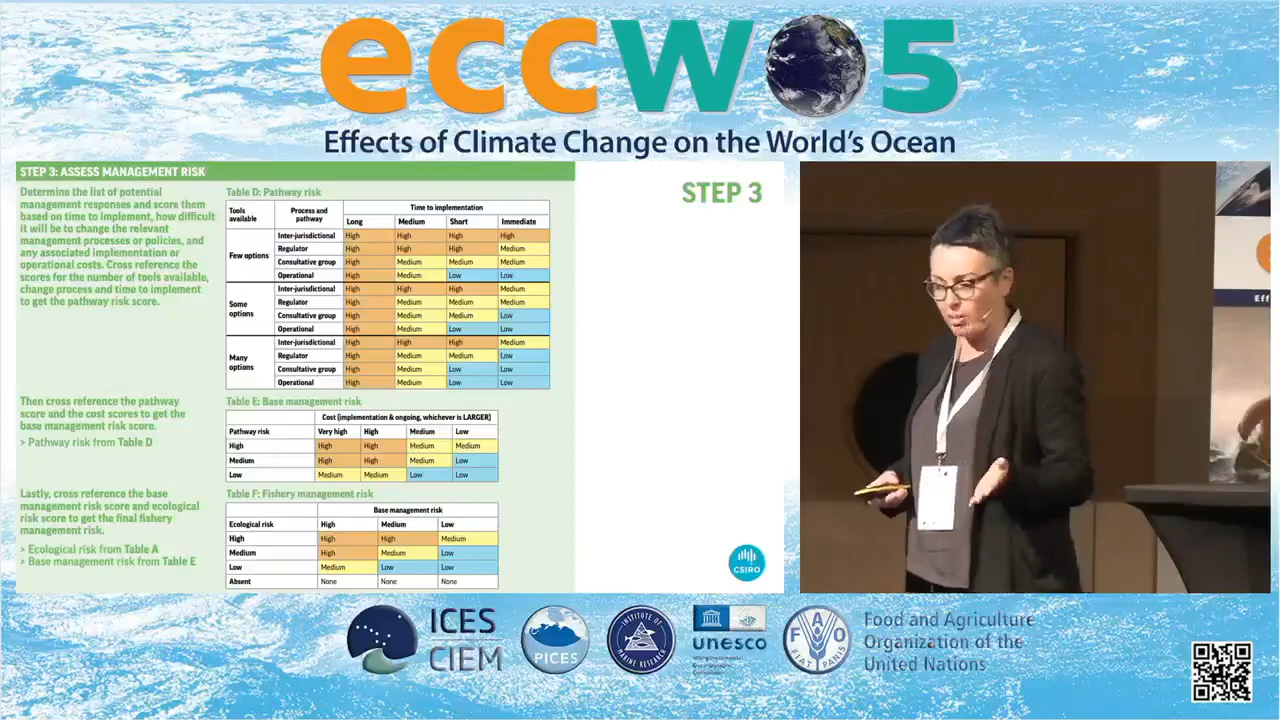 eccwo5
Effects of Climate Change on the World's Ocean
STEP 3: ASSESS MANAGEMENT RISK
STEP 3
Determine the list of potential
management responses and score them
based on time to implement, how difficult
it will be to change the relevant
management processes or policies, and
any associated implementation or
operational costs. Cross reference the
scores for the number of tools available,
change process and time to implement
to get the pathway risk score.
Table D: Pathway risk
Tools available Process and pathway Time to implementation
Long Medium Short Immediate
Few options
Inter-jurisdictional High High High High
Regulator High High High Medium
Consultative group High Medium Medium Medium
Operational High Medium Low Low
Some options
Inter-jurisdictional High High High Medium
Regulator High Medium Medium Medium
Consultative group High Medium Medium Low
Operational High Medium Low Low
Many options
Inter-jurisdictional High High High Medium
Regulator High Medium Medium Low
Consultative group High Medium Low Low
Operational High Medium Low Low
Then cross reference the pathway
score and the cost scores to get the
base management risk score.
> Pathway risk from Table D
Table E: Base management risk
Cost (implementation & ongoing, whichever is LARGER)
Pathway risk Very high High Medium Low
High High High Medium Medium
Medium High High Medium Low
Low Medium Medium Low Low
Lastly, cross reference the base
management risk score and ecological
risk score to get the final fishery
management risk.
> Ecological risk from Table A
> Base management risk from Table E
Table F: Fishery management risk
Base management risk
Ecological risk High Medium Low
High High High Medium
Medium High Medium Low
Low Medium Low Low
Absent None None None
CSIRO
Eff
ICES
CIEM
PICES
INSTITUTE OF
MARINE RESEARCH
unesco
FAO
FIAT PANIS
Food and Agriculture
Organization of the
United Nations